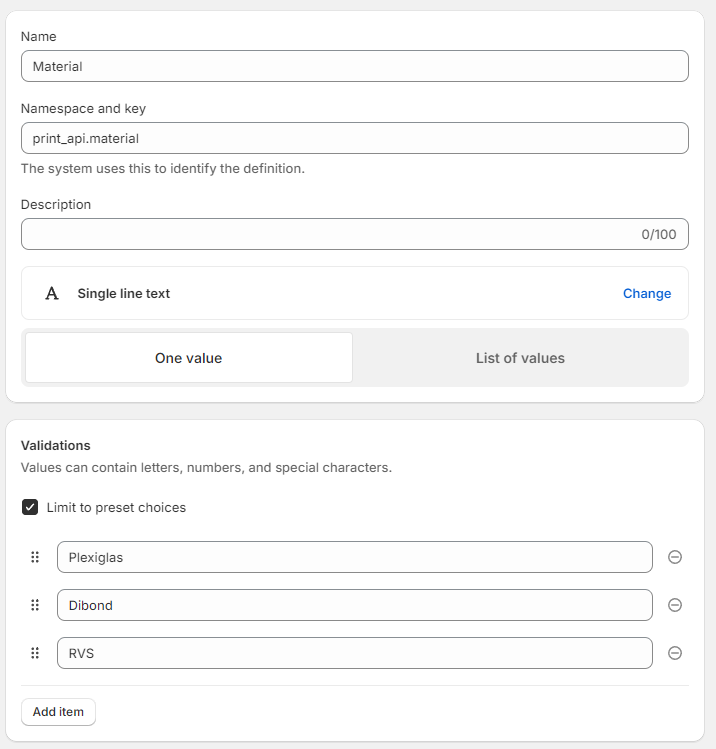 Name
Material
Namespace and key
print_api.material
The system uses this to identify the definition.
Description
0/100
Single line text
Change
One value
List of values
Validations
Values can contain letters, numbers, and special characters.
Limit to preset choices
Plexiglas
Dibond
RVS
Add item